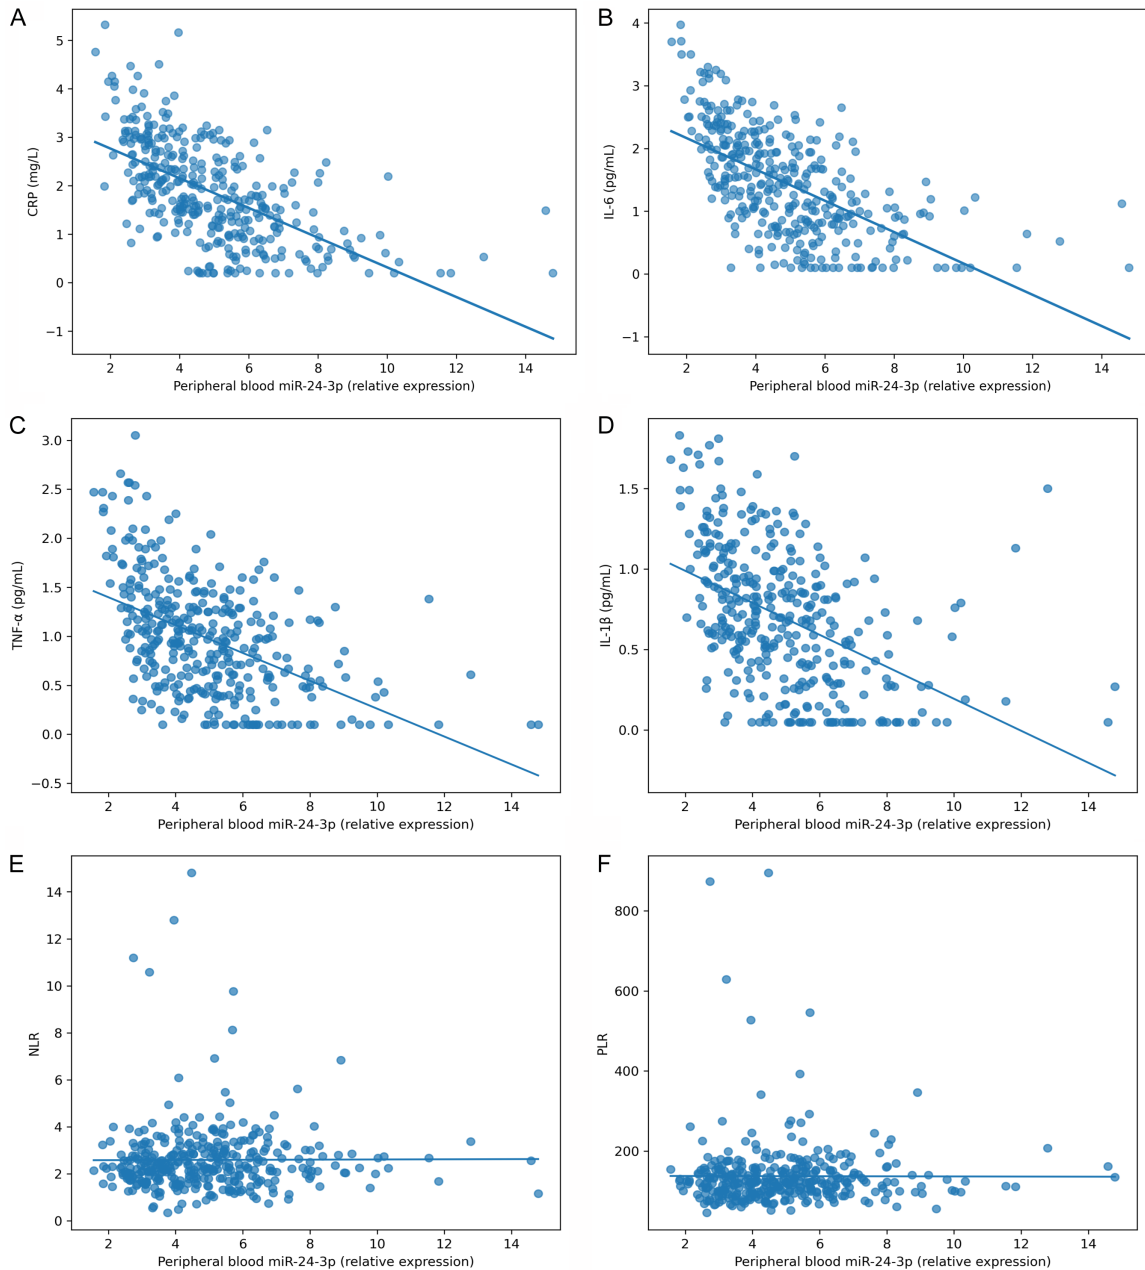 A
5
4
3
2
1
0
−1
CRP (mg/L)
2 4 6 8 10 12 14
Peripheral blood miR-24-3p (relative expression)
B
4
3
2
1
0
−1
IL-6 (pg/mL)
2 4 6 8 10 12 14
Peripheral blood miR-24-3p (relative expression)
C
3.0
2.5
2.0
1.5
1.0
0.5
0.0
−0.5
TNF-α (pg/mL)
2 4 6 8 10 12 14
Peripheral blood miR-24-3p (relative expression)
D
1.5
1.0
0.5
0.0
IL-1β (pg/mL)
2 4 6 8 10 12 14
Peripheral blood miR-24-3p (relative expression)
E
14
12
10
8
6
4
2
0
NLR
2 4 6 8 10 12 14
Peripheral blood miR-24-3p (relative expression)
F
800
600
400
200
PLR
2 4 6 8 10 12 14
Peripheral blood miR-24-3p (relative expression)